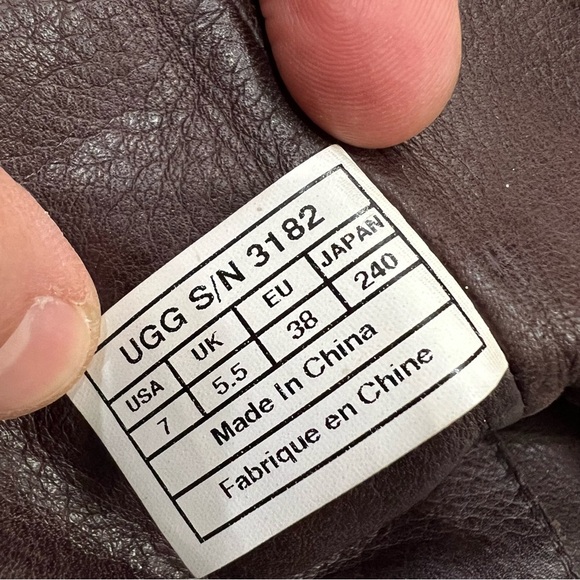 UGG S/N 3182
USA UK EU JAPAN
7 5.5 38 240
Made in China
Fabrique en Chine